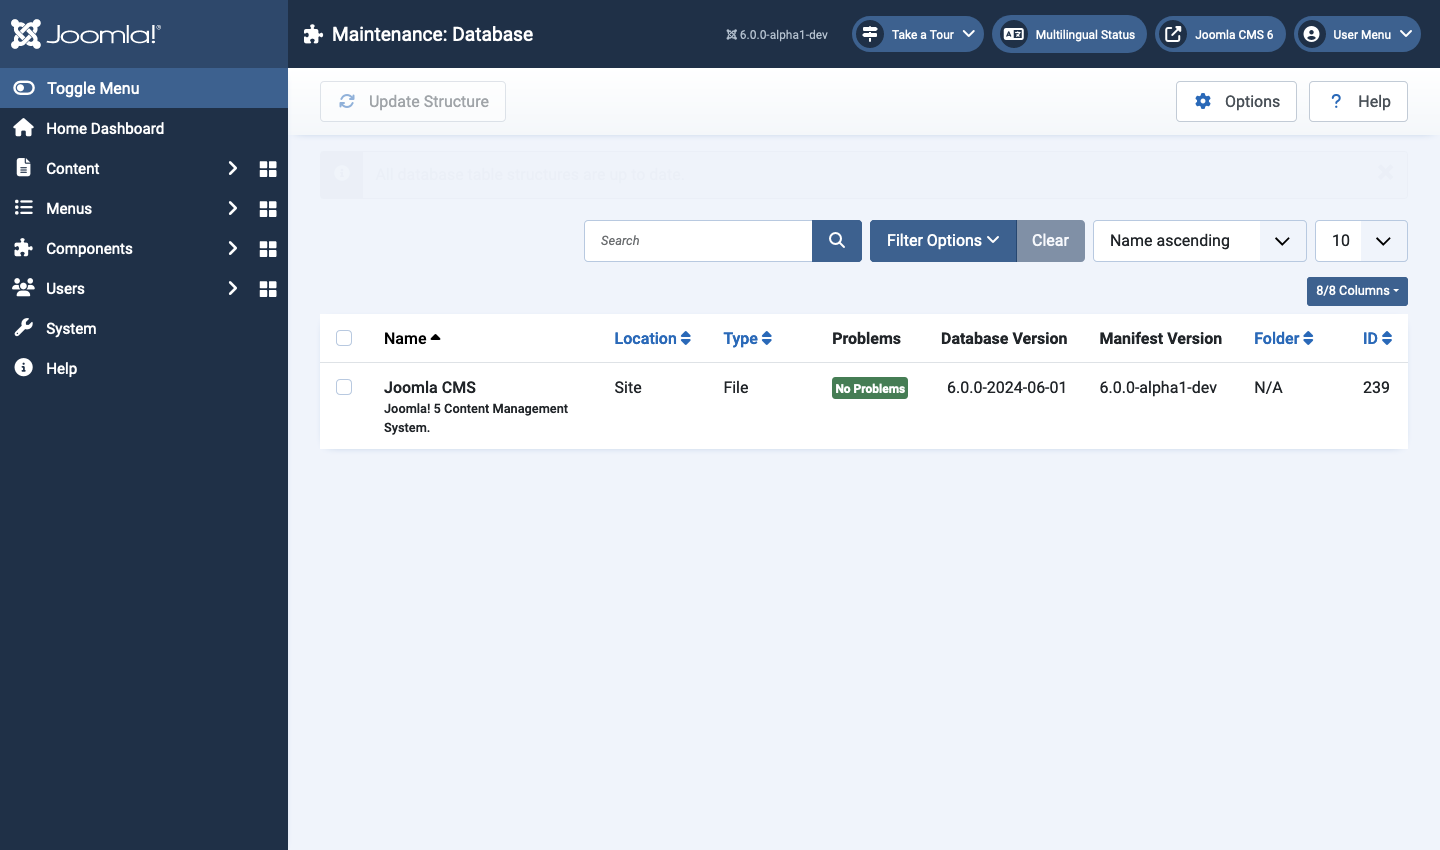 Joomla!®
Maintenance: Database
6.0.0-alpha1-dev
Take a Tour
Multilingual Status
Joomla CMS 6
User Menu
Toggle Menu
Home Dashboard
Content
Menus
Components
Users
System
Help
Update Structure
Options
? Help
All database table structures are up to date.
Search
Filter Options
Clear
Name ascending
10
8/8 Columns
Name Location Type Problems Database Version Manifest Version Folder ID
Joomla CMS Site File No Problems 6.0.0-2024-06-01 6.0.0-alpha1-dev N/A 239
Joomla! 5 Content Management
System.